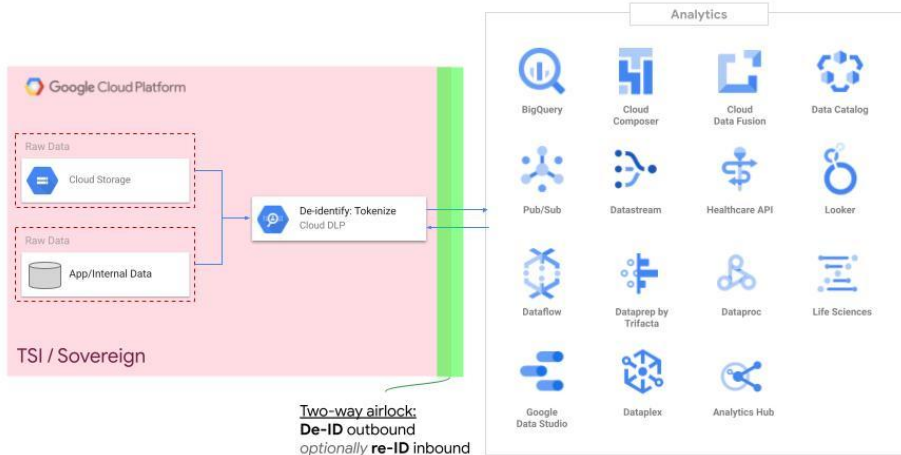 Analytics
Google Cloud Platform
Raw Data
Cloud Storage
Raw Data
App/Internal Data
De-identify: Tokenize
Cloud DLP
TSI / Sovereign
Two-way airlock:
De-ID outbound
optionally re-ID inbound
BigQuery
Cloud
Composer
Cloud
Data Fusion
Data Catalog
Pub/Sub
Datastream
Healthcare API
Looker
Dataflow
Dataprep by
Trifacta
Dataproc
Life Sciences
Google
Data Studio
Dataplex
Analytics Hub